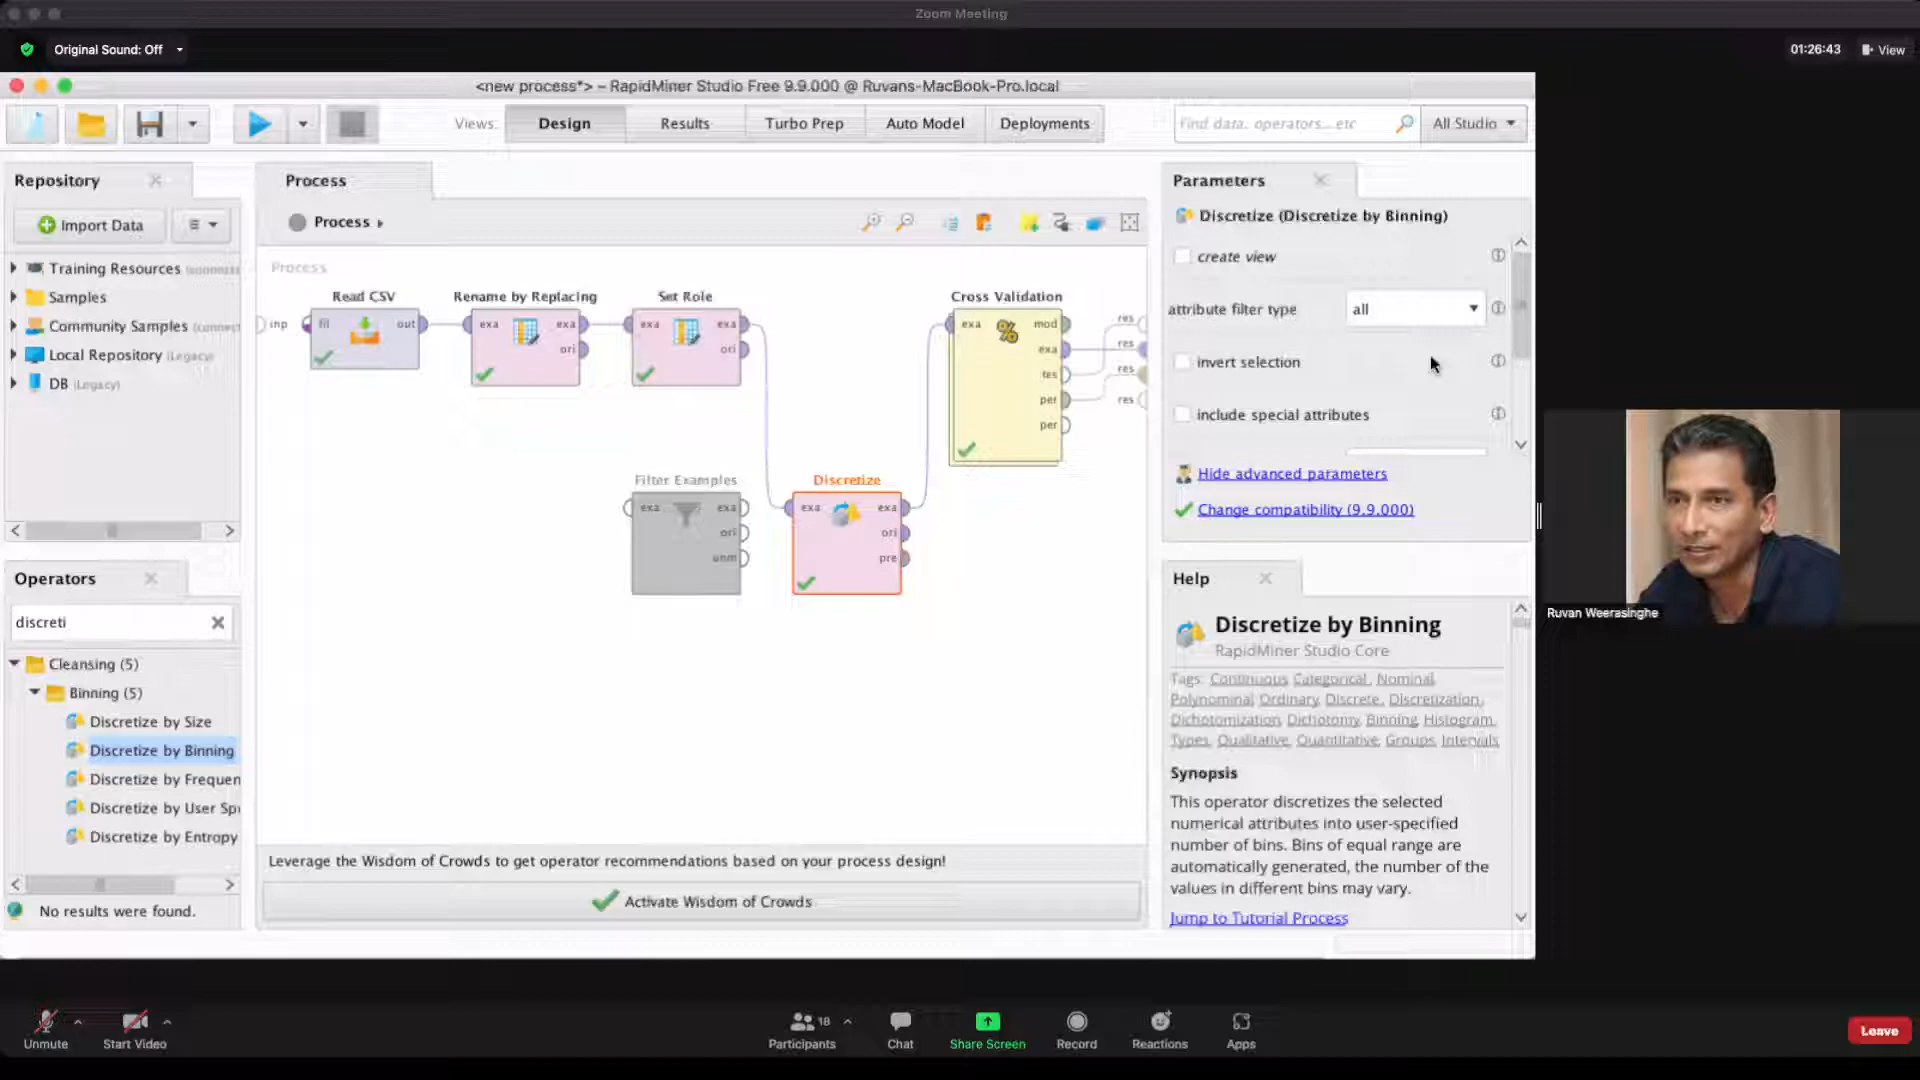 Zoom Meeting
Original Sound: Off
01:26:43
View
<new process*> – RapidMiner Studio Free 9.9.000 @ Ruvans-MacBook-Pro.local
Views:
Design
Results
Turbo Prep
Auto Model
Deployments
Find data, operators...etc
All Studio
Repository
Import Data
Training Resources
Samples
Community Samples
Local Repository (Legacy)
DB (Legacy)
Process
Process
Process
Read CSV
Rename by Replacing
Set Role
Cross Validation
inp
fil
out
exa
exa
ori
exa
exa
ori
exa
mod
exa
tes
per
per
res
res
res
res
Filter Examples
exa
exa
ori
unm
Discretize
exa
exa
ori
pre
Leverage the Wisdom of Crowds to get operator recommendations based on your process design!
Activate Wisdom of Crowds
Operators
discreti
Cleansing (5)
Binning (5)
Discretize by Size
Discretize by Binning
Discretize by Frequen
Discretize by User Sp
Discretize by Entropy
No results were found.
Parameters
Discretize (Discretize by Binning)
create view
attribute filter type
all
invert selection
include special attributes
Hide advanced parameters
Change compatibility (9.9.000)
Help
Discretize by Binning
RapidMiner Studio Core
Tags: Continuous, Categorical, Nominal,
Polynominal, Ordinary, Discrete, Discretization,
Dichotomization, Dichotomy, Binning, Histogram,
Types, Qualitative, Quantitative, Groups, Intervals
Synopsis
This operator discretizes the selected
numerical attributes into user-specified
number of bins. Bins of equal range are
automatically generated, the number of the
values in different bins may vary.
Jump to Tutorial Process
Ruvan Weerasinghe
Unmute
Start Video
18
Participants
Chat
Share Screen
Record
Reactions
Apps
Leave